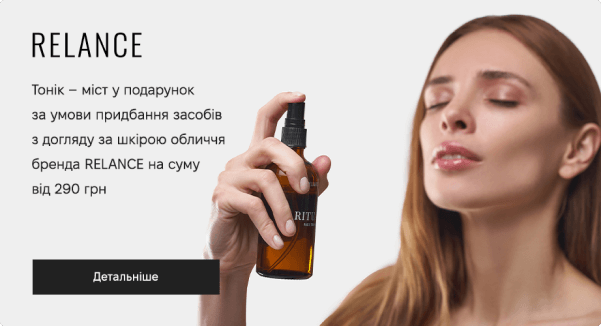 RELANCE
Тонік – міст у подарунок
за умови придбання засобів
з догляду за шкірою обличчя
бренда RELANCE на суму
від 290 грн
Детальніше